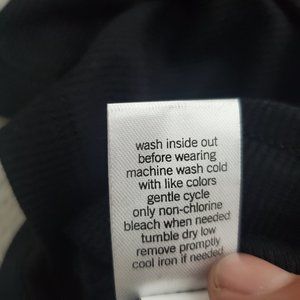 wash inside out
before wearing
machine wash cold
with like colors
gentle cycle
only non-chlorine
bleach when needed
tumble dry low
remove promptly
cool iron if needed